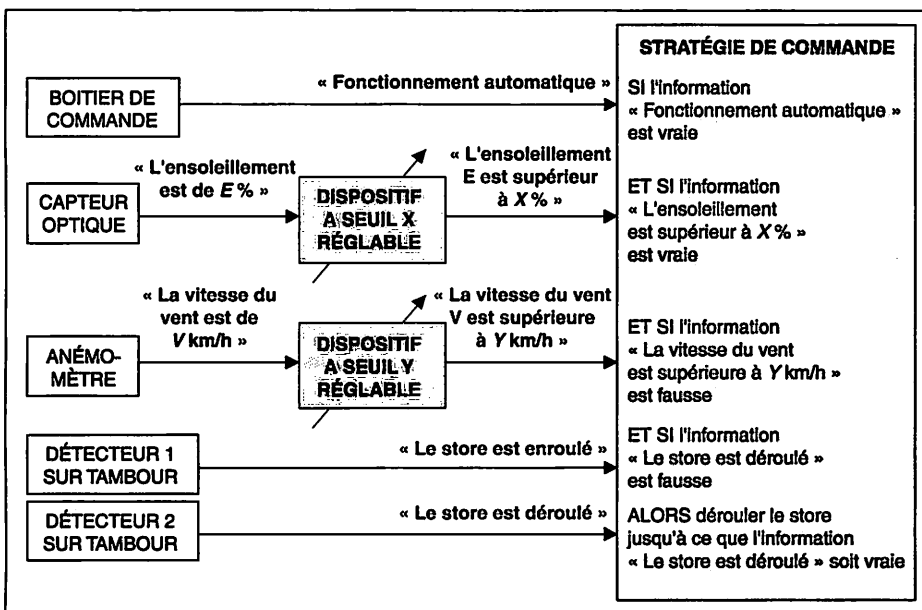 STRATÉGIE DE COMMANDE
BOITIER DE
COMMANDE
« Fonctionnement automatique »
SI l'information
« Fonctionnement automatique »
est vraie
CAPTEUR
OPTIQUE
« L'ensoleillement
est de E % »
DISPOSITIF
A SEUIL X
RÉGLABLE
« L'ensoleillement
E est supérieur
à X % »
ET SI l'information
« L'ensoleillement
est supérieur à X % »
est vraie
ANÉMO-
MÈTRE
« La vitesse du
vent est de
V km/h »
DISPOSITIF
A SEUIL Y
RÉGLABLE
« La vitesse du vent
V est supérieure
à Y km/h »
ET SI l'information
« La vitesse du vent
est supérieure à Y km/h »
est fausse
DÉTECTEUR 1
SUR TAMBOUR
« Le store est enroulé »
ET SI l'information
« Le store est déroulé »
est fausse
DÉTECTEUR 2
SUR TAMBOUR
« Le store est déroulé »
ALORS dérouler le store
jusqu'à ce que l'information
« Le store est déroulé » soit vraie